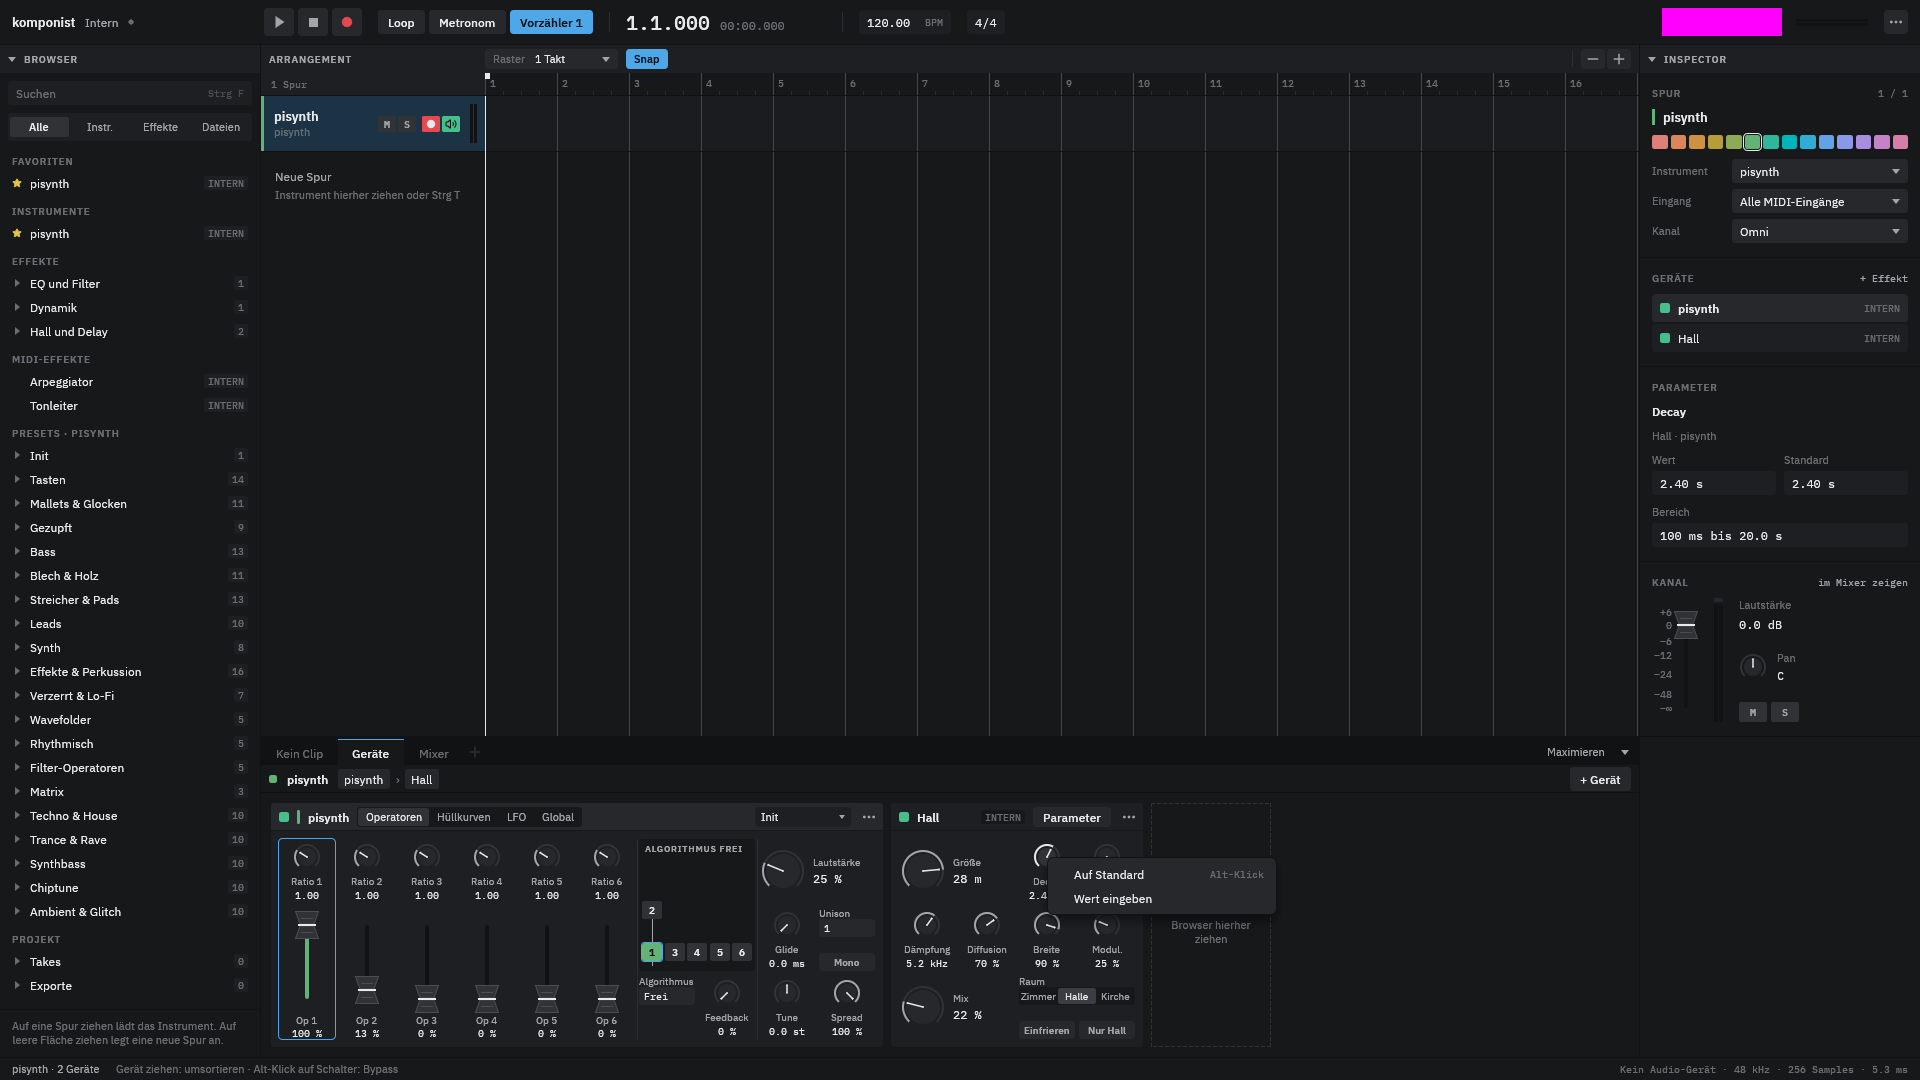 komponist Intern
Loop Metronom Vorzähler 1 1.1.000 00:00.000 120.00 BPM 4/4
BROWSER
Suchen Strg F
Alle Instr. Effekte Dateien
FAVORITEN
pisynth INTERN
INSTRUMENTE
pisynth INTERN
EFFEKTE
EQ und Filter 1
Dynamik 1
Hall und Delay 2
MIDI-EFFEKTE
Arpeggiator INTERN
Tonleiter INTERN
PRESETS · PISYNTH
Init 1
Tasten 14
Mallets & Glocken 11
Gezupft 9
Bass 13
Blech & Holz 11
Streicher & Pads 13
Leads 10
Synth 8
Effekte & Perkussion 16
Verzerrt & Lo-Fi 7
Wavefolder 5
Rhythmisch 5
Filter-Operatoren 5
Matrix 3
Techno & House 10
Trance & Rave 10
Synthbass 10
Chiptune 10
Ambient & Glitch 10
PROJEKT
Takes 0
Exporte 0
Auf eine Spur ziehen lädt das Instrument. Auf
leere Fläche ziehen legt eine neue Spur an.
ARRANGEMENT Raster 1 Takt Snap
1 Spur 1 2 3 4 5 6 7 8 9 10 11 12 13 14 15 16
pisynth
pisynth M S
Neue Spur
Instrument hierher ziehen oder Strg T
Kein Clip Geräte Mixer Maximieren
pisynth pisynth › Hall + Gerät
pisynth Operatoren Hüllkurven LFO Global Init
Ratio 1 Ratio 2 Ratio 3 Ratio 4 Ratio 5 Ratio 6
1.00 1.00 1.00 1.00 1.00 1.00
Op 1 Op 2 Op 3 Op 4 Op 5 Op 6
100 % 13 % 0 % 0 % 0 % 0 %
ALGORITHMUS FREI
2
1 3 4 5 6
Algorithmus
Frei
Feedback
0 %
Lautstärke
25 %
Unison
1
Glide
0.0 ms Mono
Tune Spread
0.0 st 100 %
Hall INTERN Parameter
Größe
28 m
Auf Standard Alt-Klick
Wert eingeben
Dämpfung Diffusion Breite Modul.
5.2 kHz 70 % 90 % 25 %
Mix
22 %
Raum
Zimmer Halle Kirche
Einfrieren Nur Hall
Browser hierher
ziehen
INSPECTOR
SPUR 1 / 1
pisynth
Instrument pisynth
Eingang Alle MIDI-Eingänge
Kanal Omni
GERÄTE + Effekt
pisynth INTERN
Hall INTERN
PARAMETER
Decay
Hall · pisynth
Wert Standard
2.40 s 2.40 s
Bereich
100 ms bis 20.0 s
KANAL im Mixer zeigen
+6
0
−6
−12
−24
−48
−∞
Lautstärke
0.0 dB
Pan
C
M S
pisynth · 2 Geräte Gerät ziehen: umsortieren · Alt-Klick auf Schalter: Bypass
Kein Audio-Gerät · 48 kHz · 256 Samples · 5.3 ms